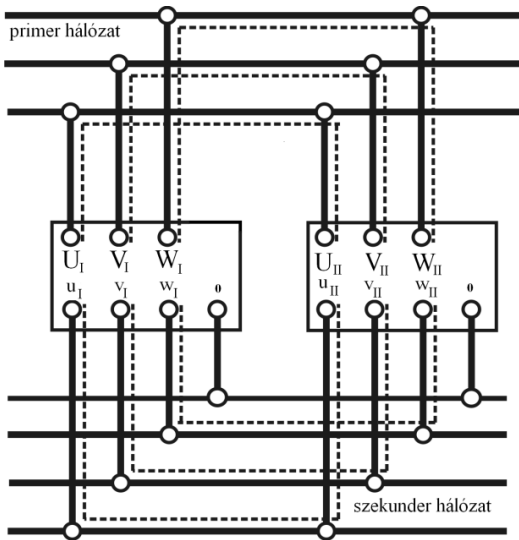 primer hálózat
U_I V_I W_I
u_I v_I w_I 0
U_II V_II W_II
u_II v_II w_II 0
szekunder hálózat